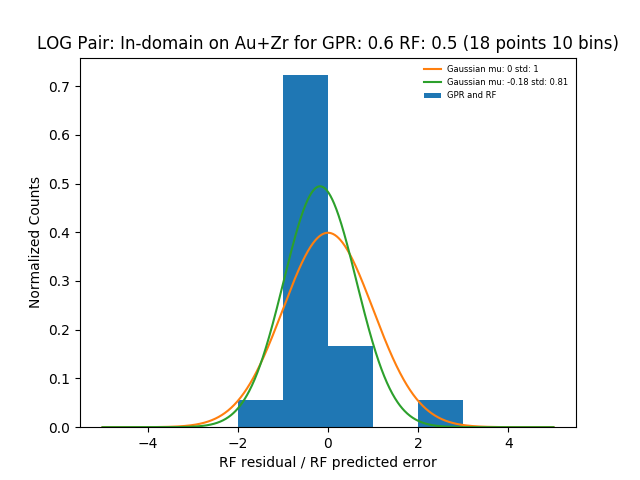 LOG Pair: In-domain on Au+Zr for GPR: 0.6 RF: 0.5 (18 points 10 bins)
Gaussian mu: 0 std: 1
Gaussian mu: -0.18 std: 0.81
GPR and RF
0.7
0.6
0.5
0.4
0.3
0.2
0.1
0.0
Normalized Counts
−4
−2
0
2
4
RF residual / RF predicted error